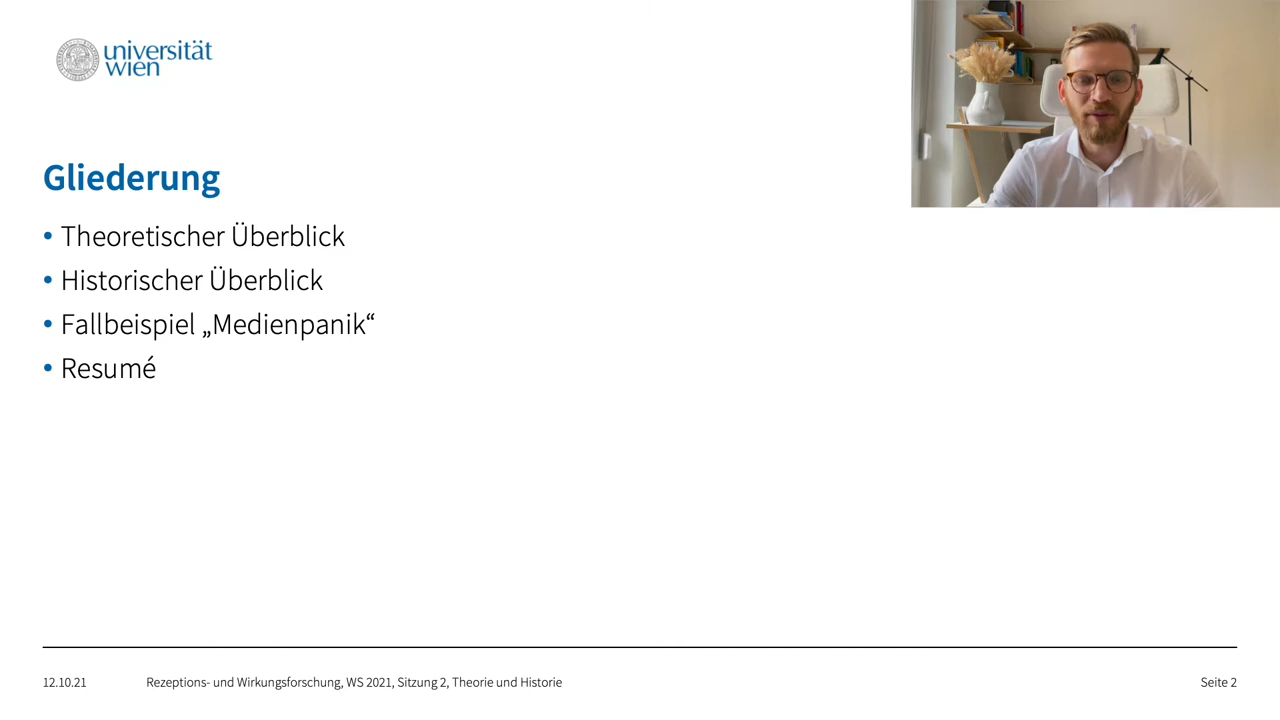 universität
wien
Gliederung
• Theoretischer Überblick
• Historischer Überblick
• Fallbeispiel „Medienpanik“
• Resumé
12.10.21 Rezeptions- und Wirkungsforschung, WS 2021, Sitzung 2, Theorie und Historie Seite 2